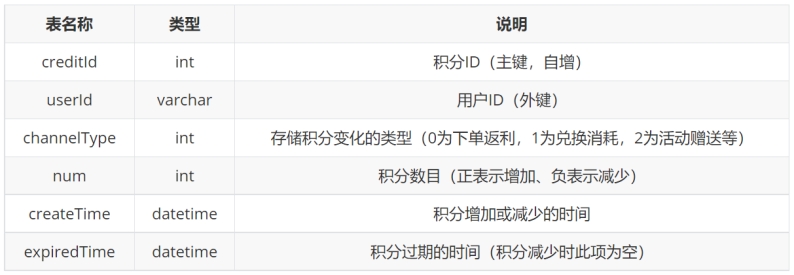 表名称 类型 说明
creditId int 积分ID（主键，自增）
userId varchar 用户ID（外键）
channelType int 存储积分变化的类型（0为下单返利，1为兑换消耗，2为活动赠送等）
num int 积分数目（正表示增加、负表示减少）
createTime datetime 积分增加或减少的时间
expiredTime datetime 积分过期的时间（积分减少时此项为空）